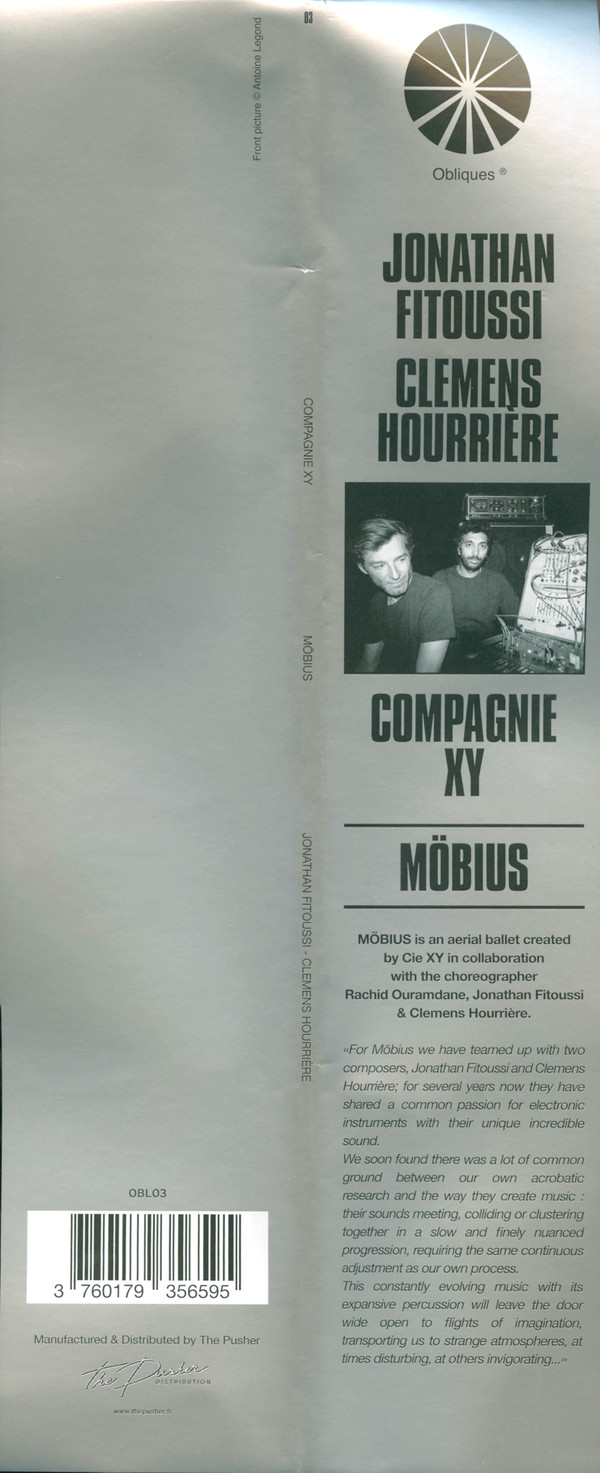 Front picture © Antoine Legond
OBL03
3 760179 356595
Manufactured & Distributed by The Pusher
The Pusher
DISTRIBUTION
www.thepusher.fr
03
COMPAGNIE XY
MÖBIUS
JONATHAN FITOUSSI - CLEMENS HOURRIÈRE
Obliques ®
JONATHAN
FITOUSSI
CLEMENS
HOURRIÈRE
COMPAGNIE
XY
MÖBIUS
MÖBIUS is an aerial ballet created
by Cie XY in collaboration
with the choreographer
Rachid Ouramdane, Jonathan Fitoussi
& Clemens Hourrière.
«For Möbius we have teamed up with two
composers, Jonathan Fitoussi and Clemens
Hourrière; for several years now they have
shared a common passion for electronic
instruments with their unique incredible
sound.
We soon found there was a lot of common
ground between our own acrobatic
research and the way they create music :
their sounds meeting, colliding or clustering
together in a slow and finely nuanced
progression, requiring the same continuous
adjustment as our own process.
This constantly evolving music with its
expansive percussion will leave the door
wide open to flights of imagination,
transporting us to strange atmospheres, at
times disturbing, at others invigorating...»